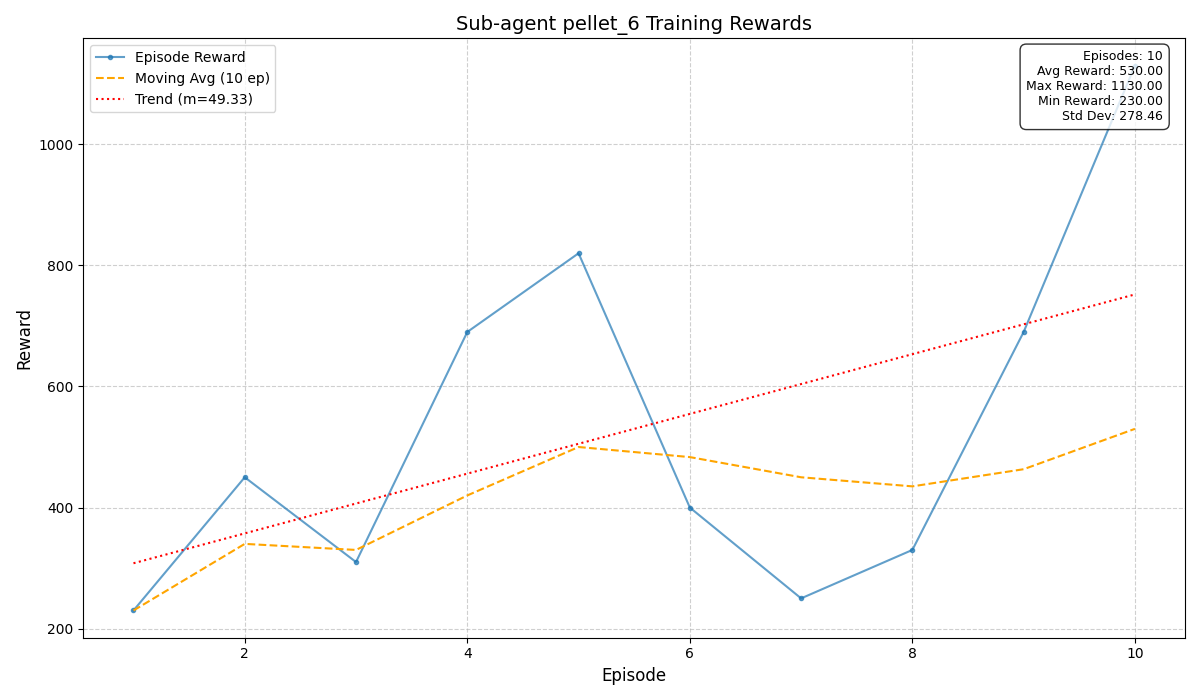 Sub-agent pellet_6 Training Rewards
Episode Reward
Moving Avg (10 ep)
Trend (m=49.33)
Episodes: 10
Avg Reward: 530.00
Max Reward: 1130.00
Min Reward: 230.00
Std Dev: 278.46
1000
800
600
400
200
Reward
2
4
6
8
10
Episode